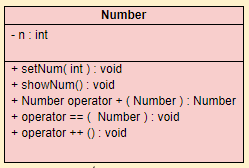 Number
- n : int
+ setNum( int ) : void
+ showNum() : void
+ Number operator + ( Number ) : Number
+ operator == (  Number ) : void
+ operator ++ () : void